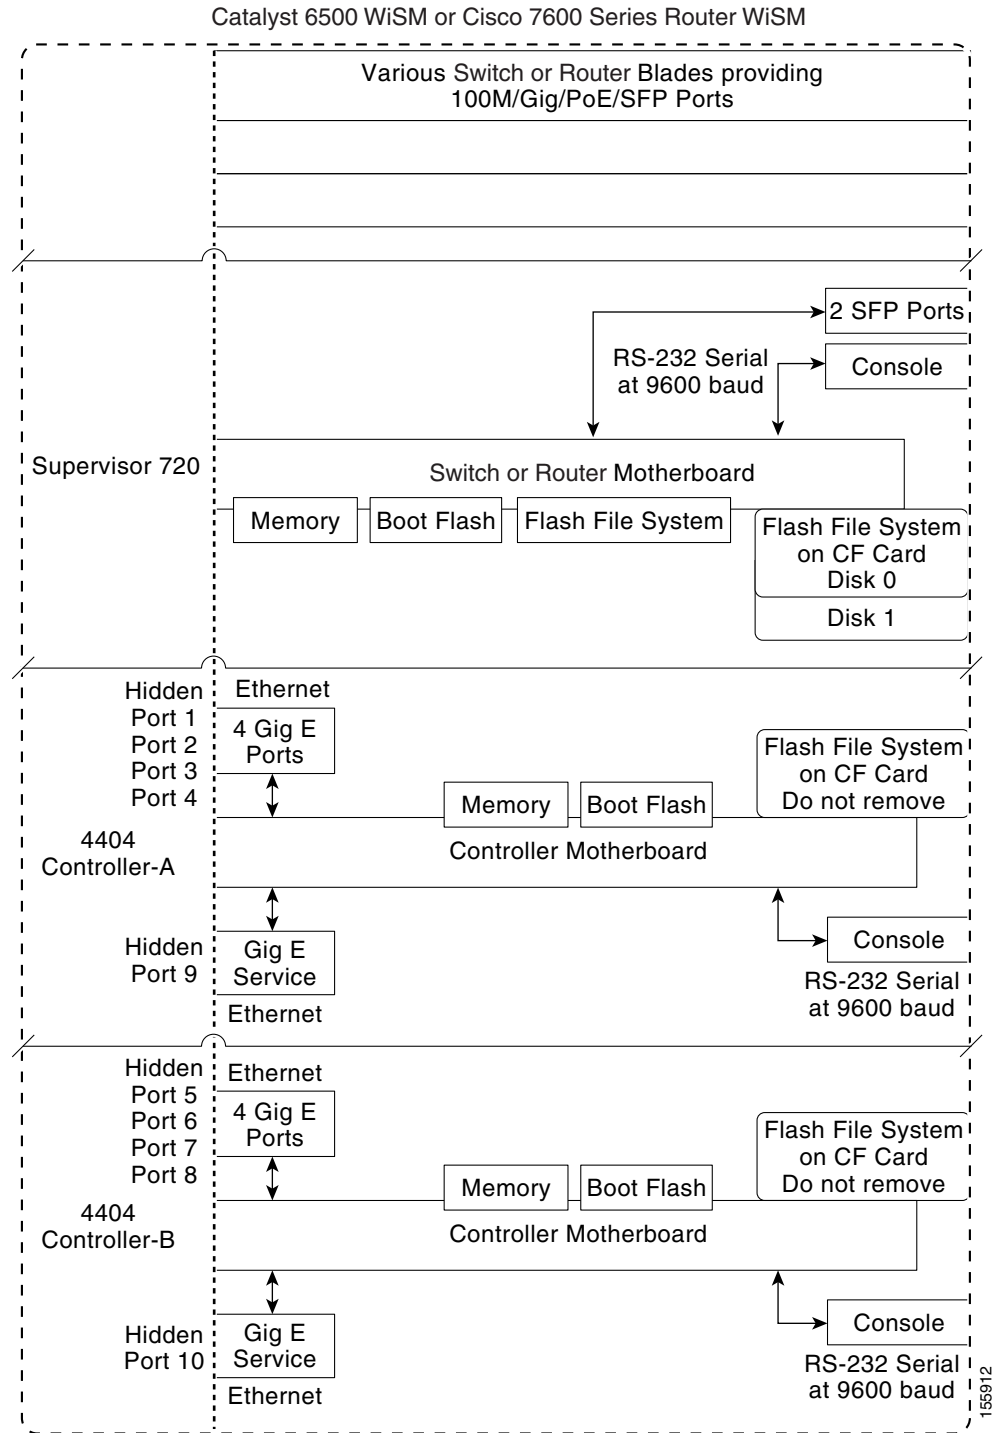 Catalyst 6500 WiSM or Cisco 7600 Series Router WiSM
Various Switch or Router Blades providing
100M/Gig/PoE/SFP Ports
2 SFP Ports
RS-232 Serial
at 9600 baud
Console
Supervisor 720
Switch or Router Motherboard
Memory
Boot Flash
Flash File System
Flash File System
on CF Card
Disk 0
Disk 1
Hidden
Port 1
Port 2
Port 3
Port 4
Ethernet
4 Gig E
Ports
Flash File System
on CF Card
Do not remove
Memory
Boot Flash
4404
Controller-A
Controller Motherboard
Hidden
Port 9
Gig E
Service
Ethernet
Console
RS-232 Serial
at 9600 baud
Hidden
Port 5
Port 6
Port 7
Port 8
Ethernet
4 Gig E
Ports
Flash File System
on CF Card
Do not remove
Memory
Boot Flash
4404
Controller-B
Controller Motherboard
Hidden
Port 10
Gig E
Service
Ethernet
Console
RS-232 Serial
at 9600 baud
155912